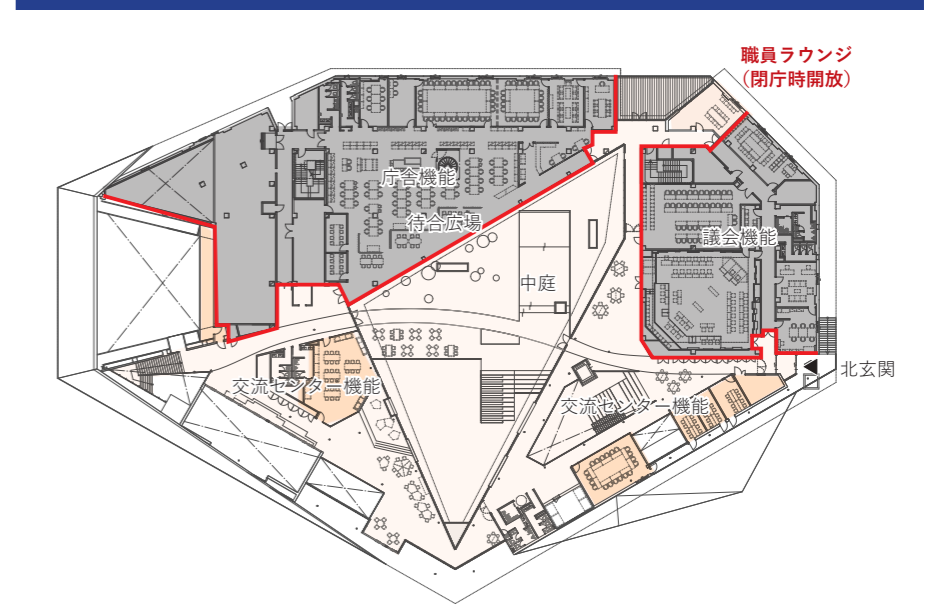 職員ラウンジ
（閉庁時開放）
庁舎機能
待合広場
議会機能
中庭
北玄関
交流センター機能
交流センター機能